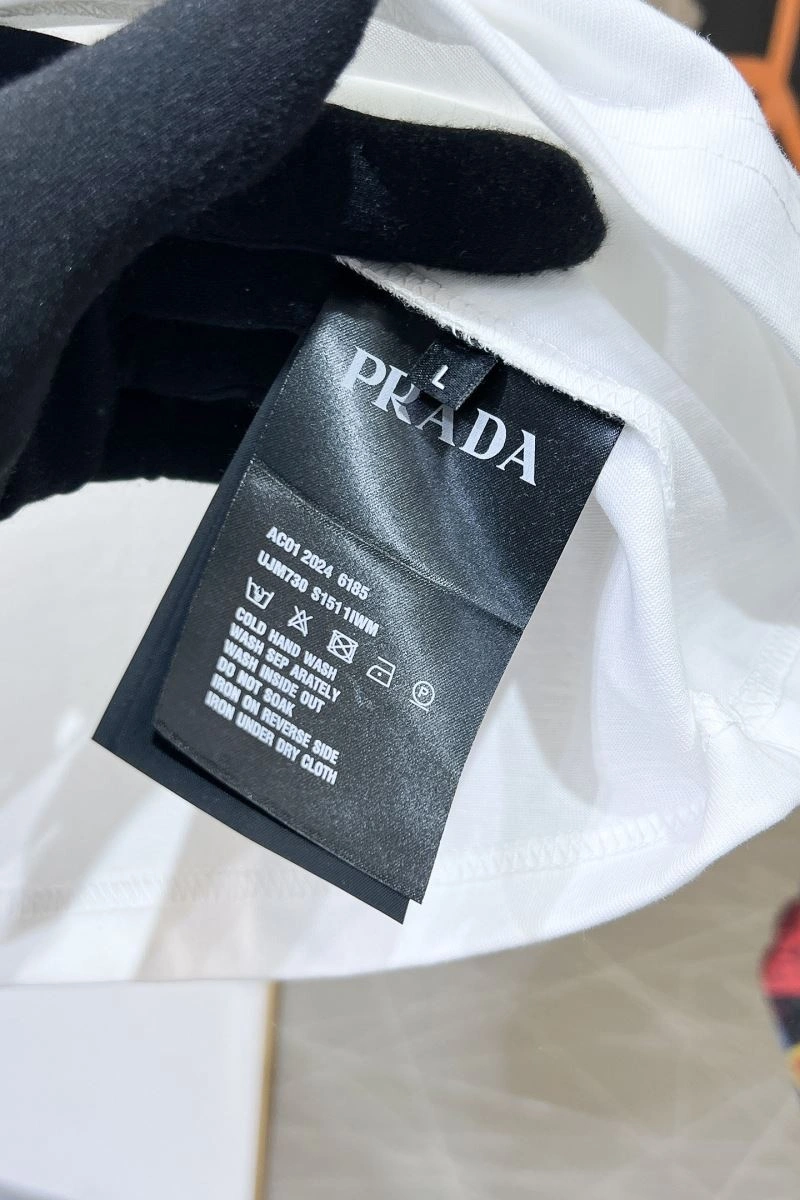 L
PRADA
AC01 2024 6185
UJM730 S151 1IWM
P
COLD HAND WASH
WASH SEP ARATELY
WASH INSIDE OUT
DO NOT SOAK
IRON ON REVERSE SIDE
IRON UNDER DRY CLOTH